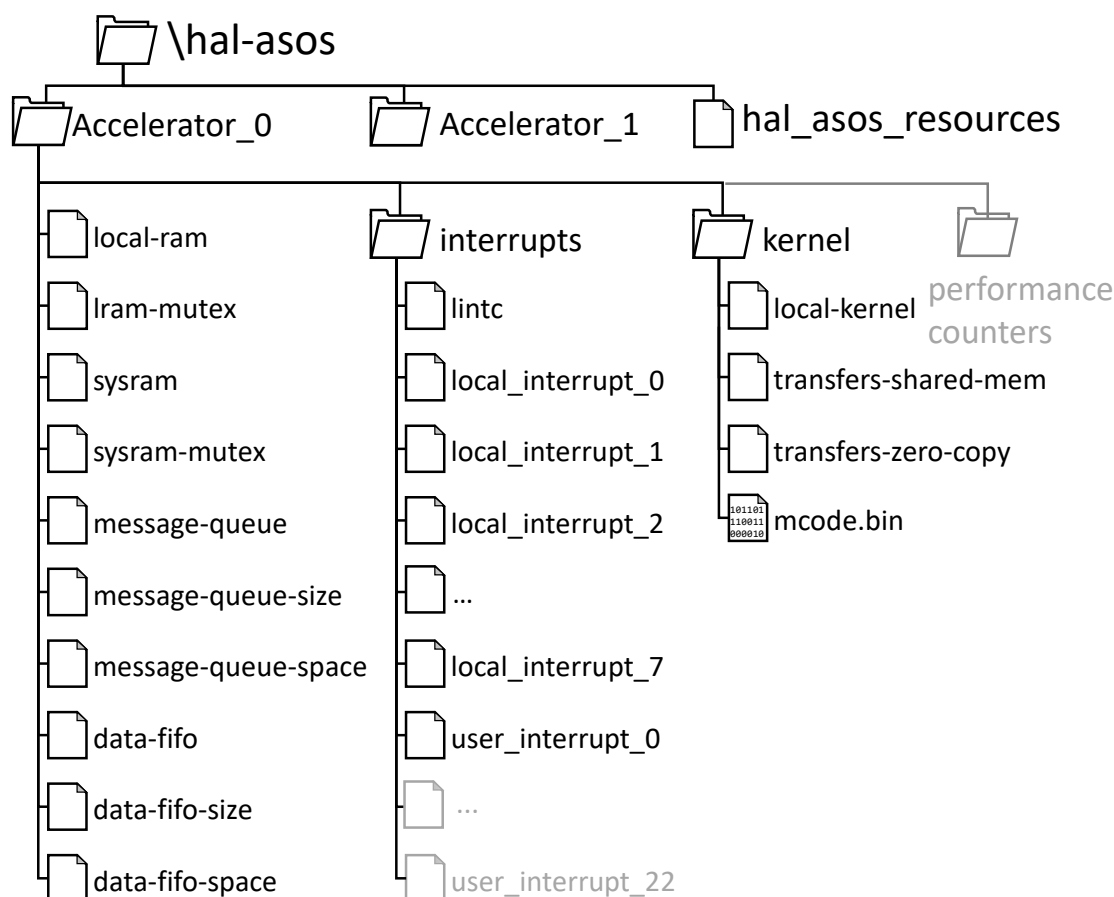 \hal-asos
Accelerator_0
Accelerator_1
hal_asos_resources
local-ram
lram-mutex
sysram
sysram-mutex
message-queue
message-queue-size
message-queue-space
data-fifo
data-fifo-size
data-fifo-space
interrupts
lintc
local_interrupt_0
local_interrupt_1
local_interrupt_2
...
local_interrupt_7
user_interrupt_0
...
user_interrupt_22
kernel
local-kernel
transfers-shared-mem
transfers-zero-copy
101101
110011
000010
mcode.bin
performance
counters